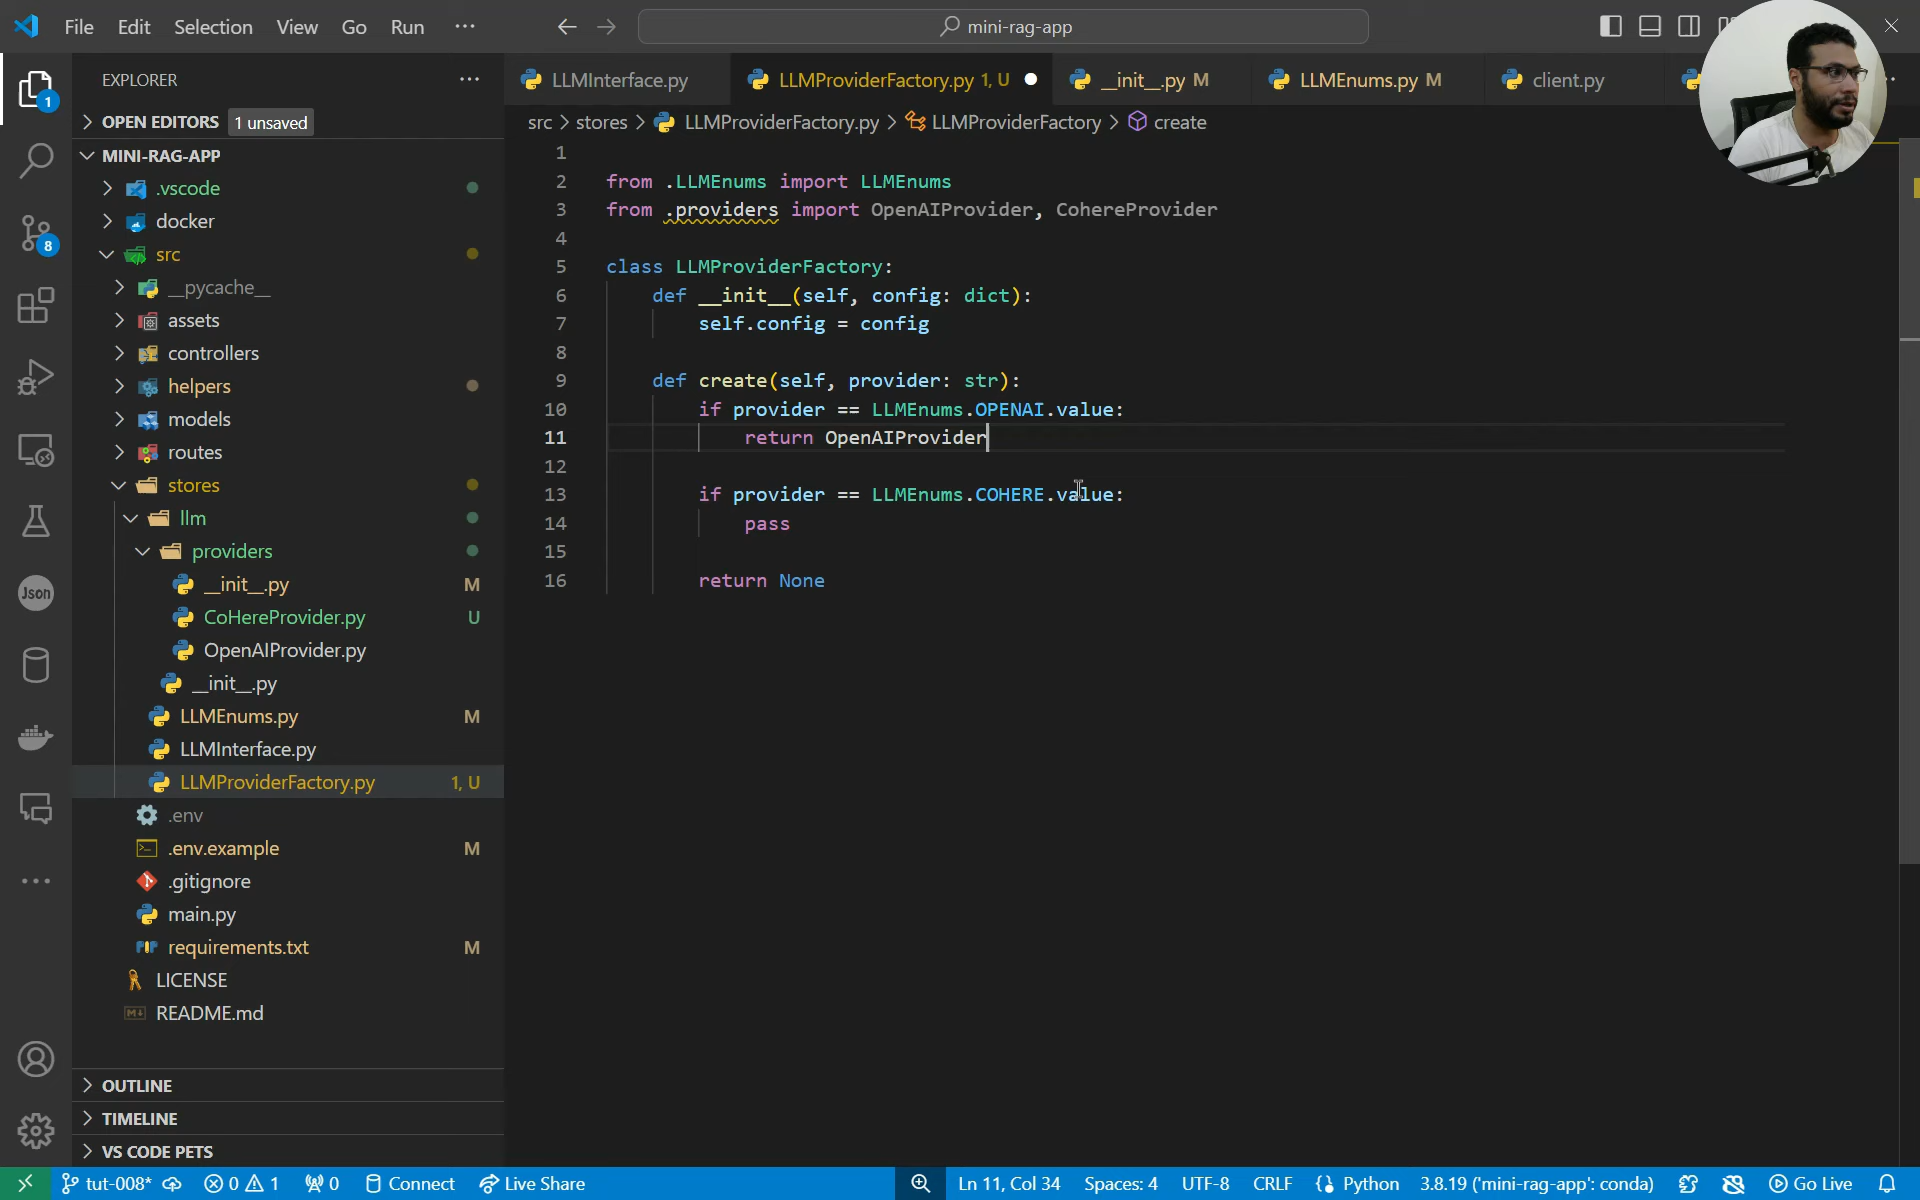 File Edit Selection View Go Run ···
mini-rag-app
EXPLORER
OPEN EDITORS 1 unsaved
MINI-RAG-APP
.vscode
docker
src
__pycache__
assets
controllers
helpers
models
routes
stores
llm
providers
__init__.py M
CoHereProvider.py U
OpenAIProvider.py
__init__.py
LLMEnums.py M
LLMInterface.py
LLMProviderFactory.py 1, U
.env
.env.example M
.gitignore
main.py
requirements.txt M
LICENSE
README.md
OUTLINE
TIMELINE
VS CODE PETS
1
8
Json
LLMInterface.py LLMProviderFactory.py 1, U __init__.py M LLMEnums.py M client.py
src > stores > LLMProviderFactory.py > LLMProviderFactory > create
1
2 from .LLMEnums import LLMEnums
3 from .providers import OpenAIProvider, CohereProvider
4
5 class LLMProviderFactory:
6 def __init__(self, config: dict):
7 self.config = config
8
9 def create(self, provider: str):
10 if provider == LLMEnums.OPENAI.value:
11 return OpenAIProvider
12
13 if provider == LLMEnums.COHERE.value:
14 pass
15
16 return None
tut-008* 0 1 0 Connect Live Share Ln 11, Col 34 Spaces: 4 UTF-8 CRLF Python 3.8.19 ('mini-rag-app': conda) Go Live